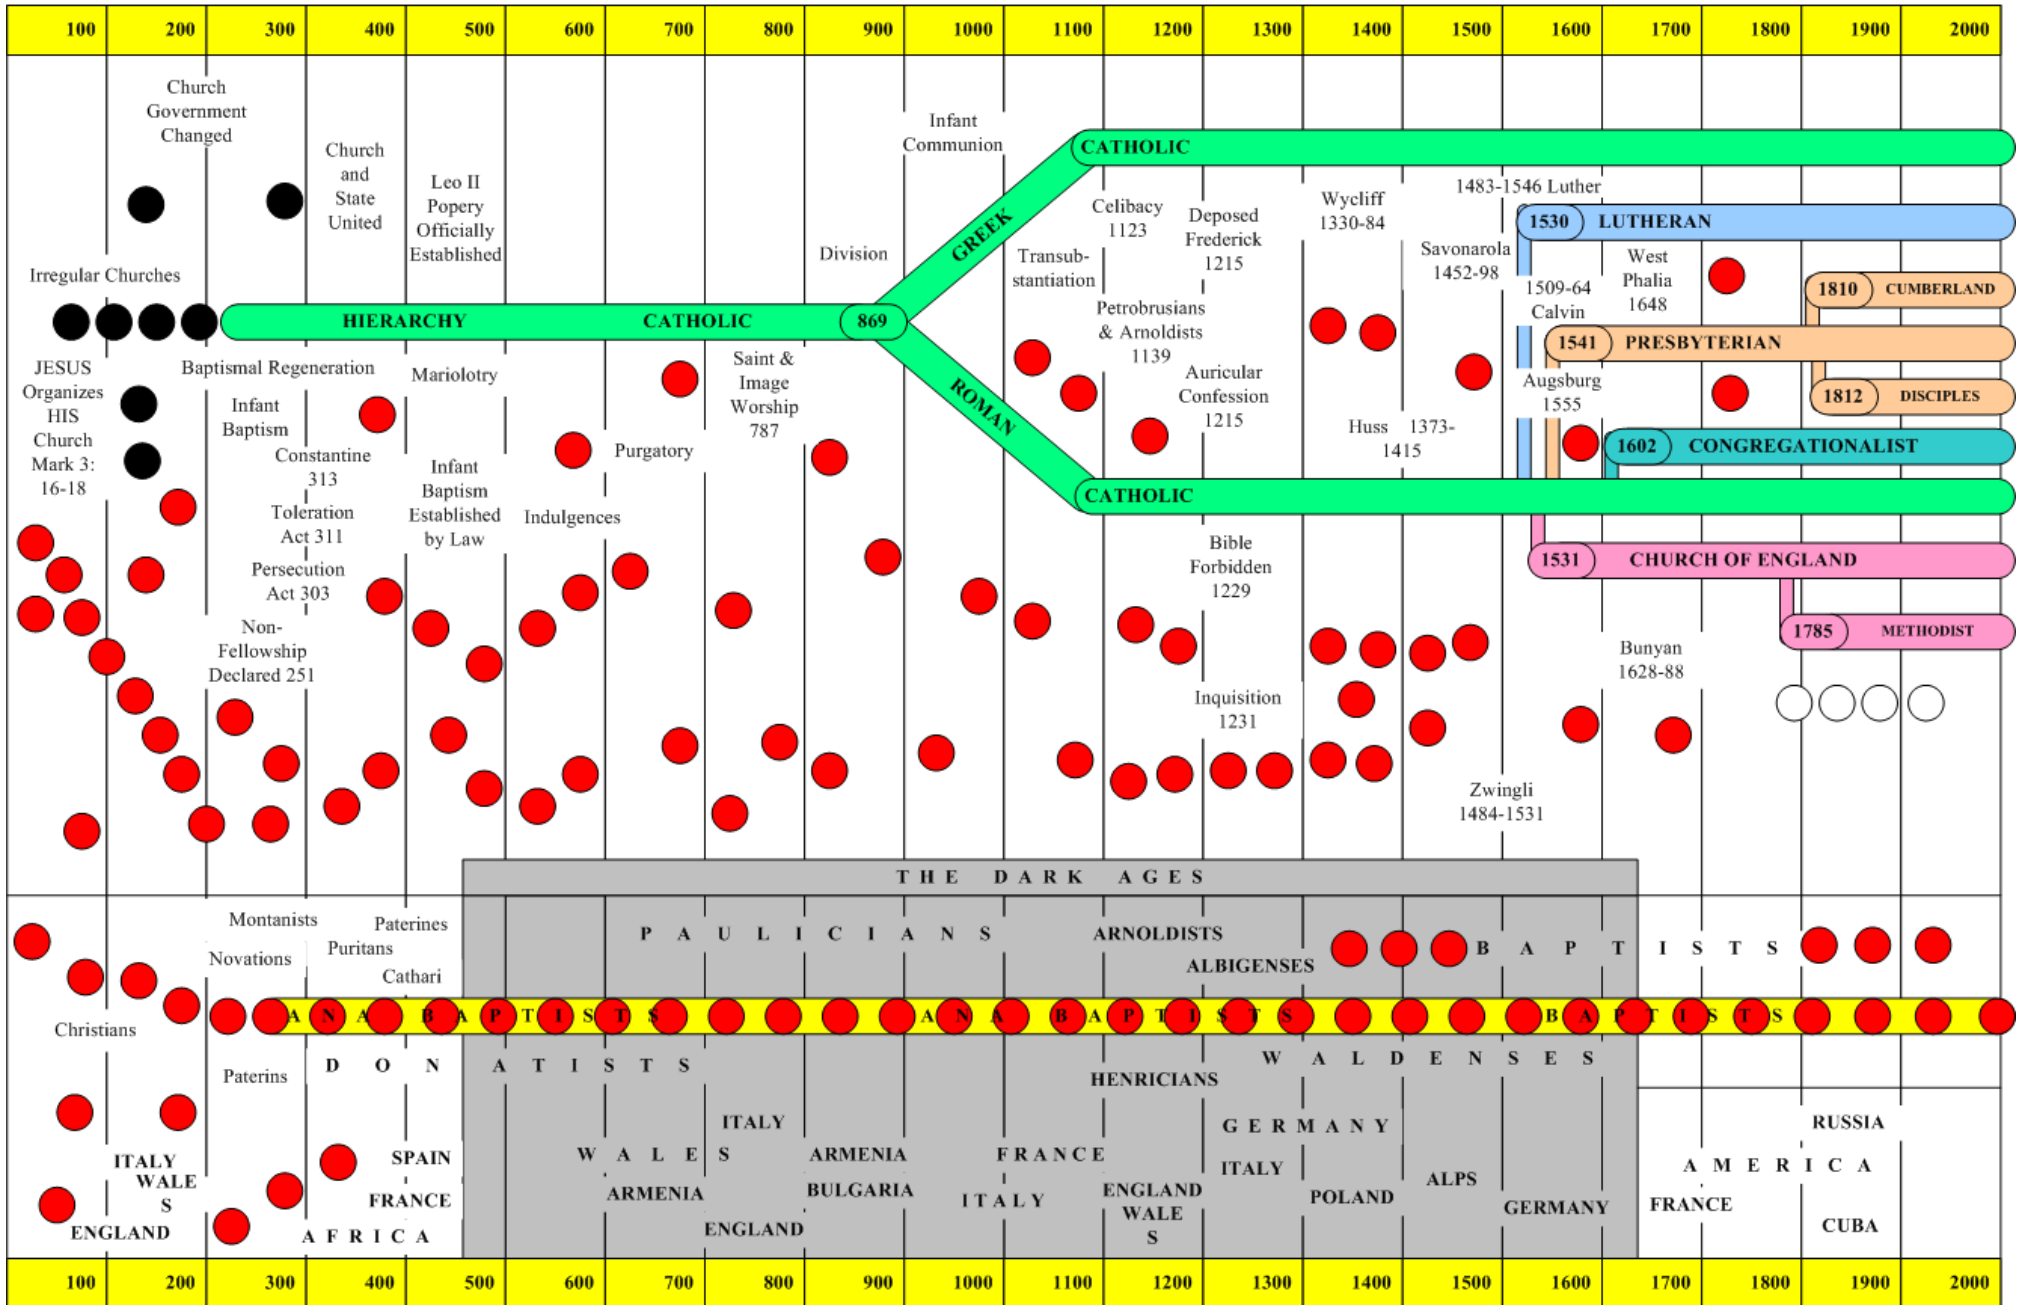 100 200 300 400 500 600 700 800 900 1000 1100 1200 1300 1400 1500 1600 1700 1800 1900 2000
Church
Government
Changed
Church
and
State
United
Leo II
Popery
Officially
Established
Infant
Communion
CATHOLIC
Irregular Churches
HIERARCHY
CATHOLIC
Division
869
GREEK
ROMAN
Celibacy
1123
Deposed
Frederick
1215
Transub-
stantiation
Petrobrusians
& Arnoldists
1139
Auricular
Confession
1215
Wycliff
1330-84
1483-1546 Luther
Savonarola
1452-98
1530
LUTHERAN
1509-64
Calvin
West
Phalia
1648
1810
CUMBERLAND
1541
PRESBYTERIAN
Augsburg
1555
1812
DISCIPLES
Huss 1373-
1415
1602
CONGREGATIONALIST
CATHOLIC
1531
CHURCH OF ENGLAND
1785
METHODIST
JESUS
Organizes
HIS
Church
Mark 3:
16-18
Baptismal Regeneration
Infant
Baptism
Constantine
313
Toleration
Act 311
Persecution
Act 303
Non-
Fellowship
Declared 251
Mariolotry
Infant
Baptism
Established
by Law
Indulgences
Purgatory
Saint &
Image
Worship
787
Bible
Forbidden
1229
Inquisition
1231
Bunyan
1628-88
Zwingli
1484-1531
THE DARK AGES
Montanists
Paterines
Puritans
Novations
Cathari
PAULICIANS
ARNOLDISTS
ALBIGENSES
BAPTISTS
ANABAPTISTS
ANABAPTISTS
BAPTISTS
Christians
Paterins
DONATISTS
HENRICIANS
WALDENSES
ITALY
WALE
S
ENGLAND
SPAIN
FRANCE
AFRICA
WALES
ITALY
ARMENIA
ENGLAND
ARMENIA
BULGARIA
FRANCE
ITALY
ENGLAND
WALE
S
GERMANY
ITALY
POLAND
ALPS
GERMANY
RUSSIA
AMERICA
FRANCE
CUBA
100 200 300 400 500 600 700 800 900 1000 1100 1200 1300 1400 1500 1600 1700 1800 1900 2000